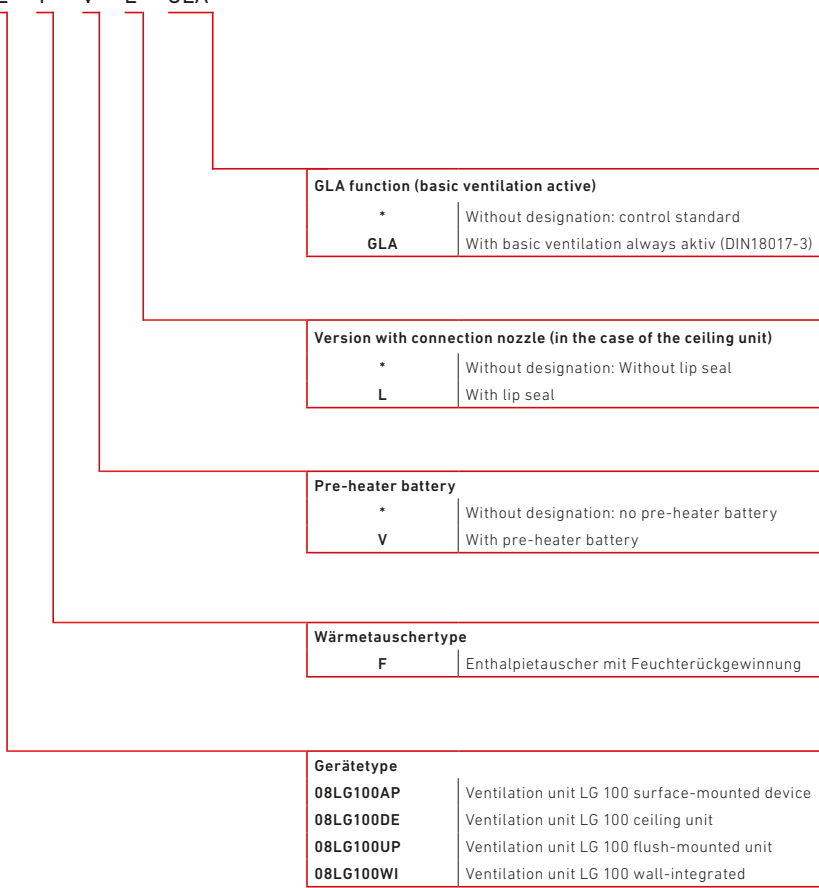 GLA function (basic ventilation active)
* Without designation: control standard
GLA With basic ventilation always aktiv (DIN18017-3)
Version with connection nozzle (in the case of the ceiling unit)
* Without designation: Without lip seal
L With lip seal
Pre-heater battery
* Without designation: no pre-heater battery
V With pre-heater battery
Wärmetauschertype
F Enthalpietauscher mit Feuchterückgewinnung
Gerätetype
08LG100AP Ventilation unit LG 100 surface-mounted device
08LG100DE Ventilation unit LG 100 ceiling unit
08LG100UP Ventilation unit LG 100 flush-mounted unit
08LG100WI Ventilation unit LG 100 wall-integrated